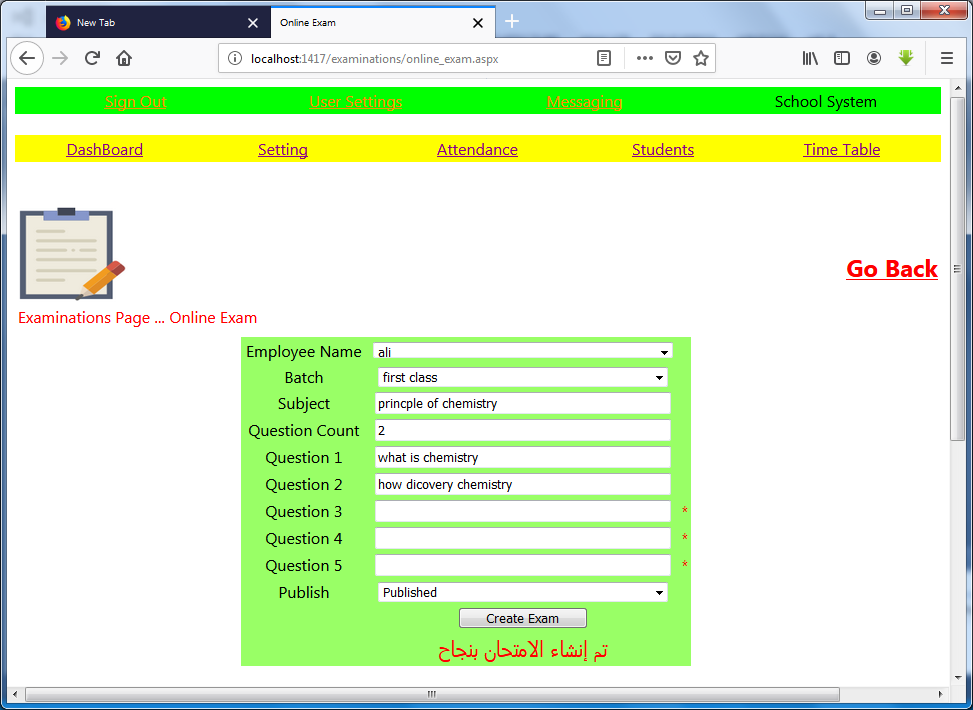 New Tab
Online Exam
localhost:1417/examinations/online_exam.aspx
Sign Out User Settings Messaging School System
DashBoard Setting Attendance Students Time Table
Go Back
Examinations Page ... Online Exam
Employee Name ali
Batch first class
Subject princple of chemistry
Question Count 2
Question 1 what is chemistry
Question 2 how dicovery chemistry
Question 3 *
Question 4 *
Question 5 *
Publish Published
Create Exam
تم إنشاء الامتحان بنجاح